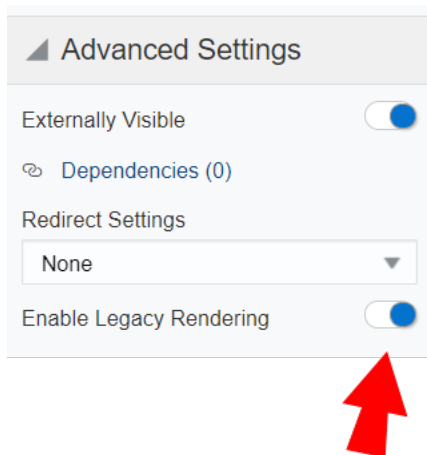 Advanced Settings
Externally Visible
Dependencies (0)
Redirect Settings
None
Enable Legacy Rendering